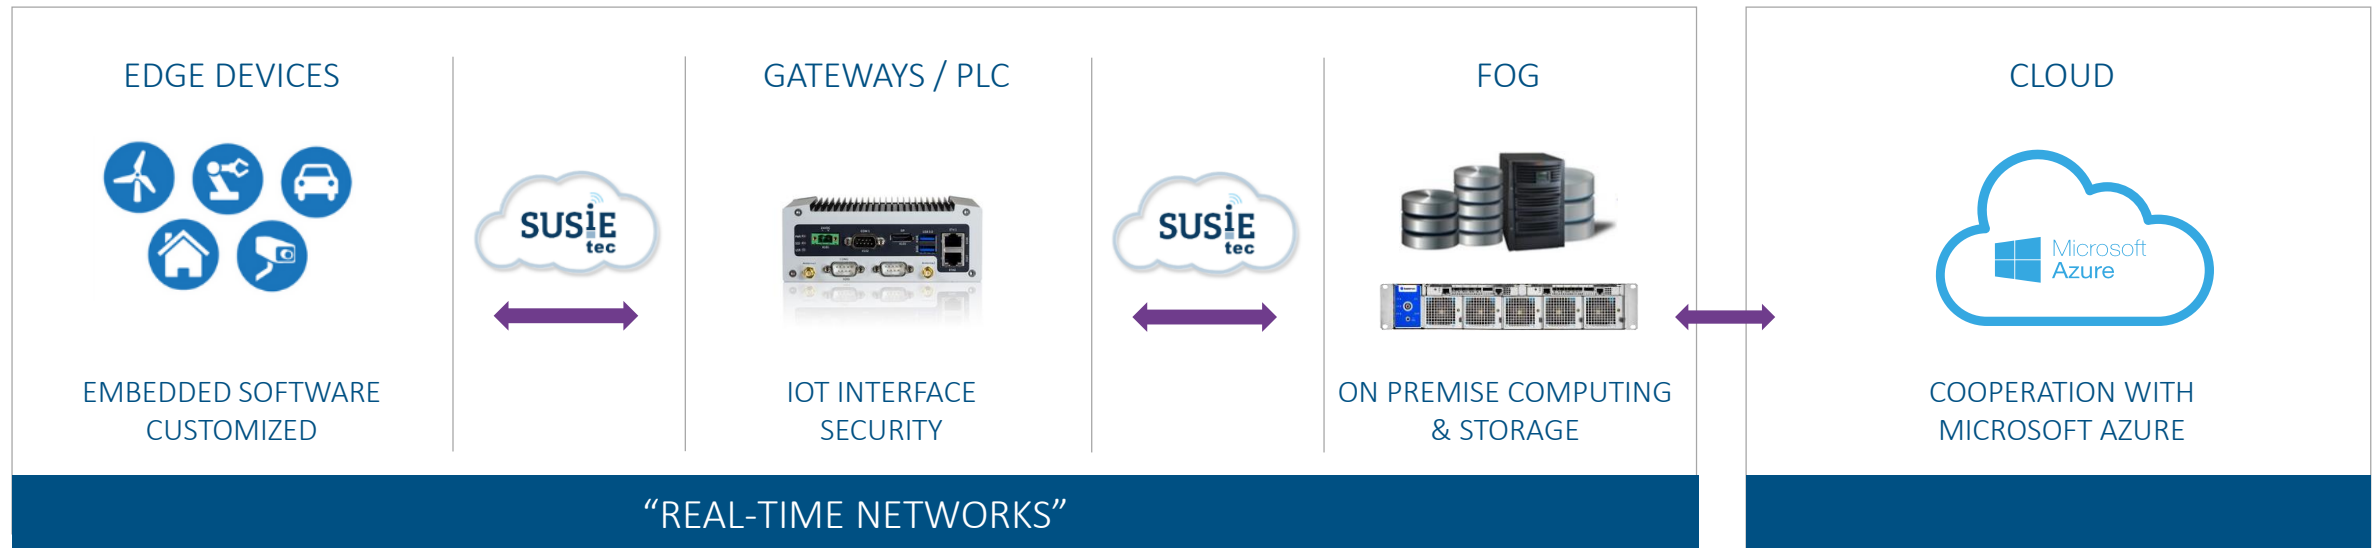 EDGE DEVICES
GATEWAYS / PLC
FOG
CLOUD
SUSiE
tec
SUSiE
tec
Microsoft
Azure
EMBEDDED SOFTWARE
CUSTOMIZED
IOT INTERFACE
SECURITY
ON PREMISE COMPUTING
& STORAGE
COOPERATION WITH
MICROSOFT AZURE
“REAL-TIME NETWORKS”